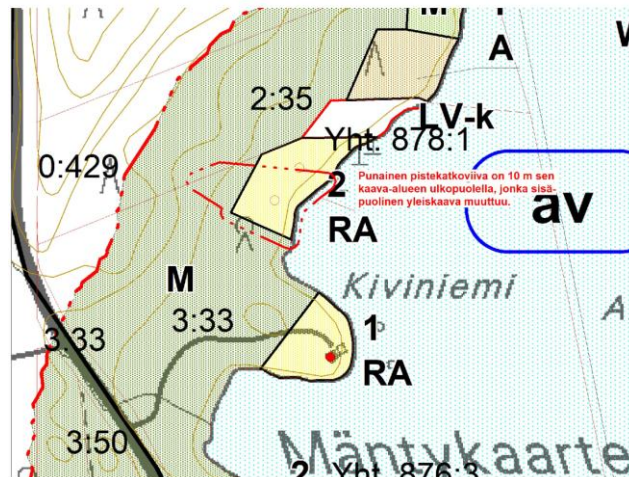 M
A
2:35
LV-k
Yht. 878:1
0:429
Punainen pistekatkoviiva on 10 m sen
kaava-alueen ulkopuolella, jonka sisä-
puolinen yleiskaava muuttuu.
2
av
RA
Kiviniemi
M
A
3:33
1
3:33
RA
3:50
Mäntykaarte
2 Yht. 876:3